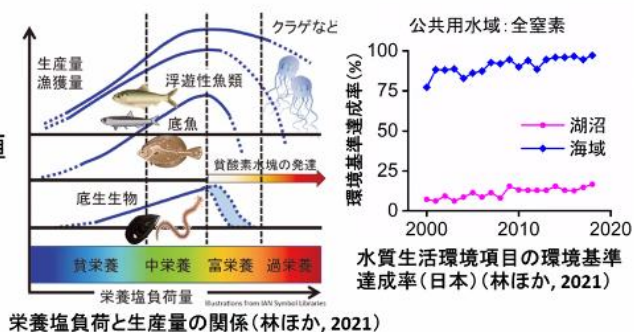 生産量
漁獲量
クラゲなど
浮遊性魚類
底魚
貧酸素水塊の発達
底生生物
貧栄養
中栄養
富栄養
過栄養
栄養塩負荷量
Illustrations from IAN Symbol Libraries
栄養塩負荷と生産量の関係(林ほか, 2021)
公共用水域:全窒素
環境基準達成率(%)
100
75
50
25
0
湖沼
海域
2000
2010
2020
水質生活環境項目の環境基準
達成率(日本)(林ほか, 2021)